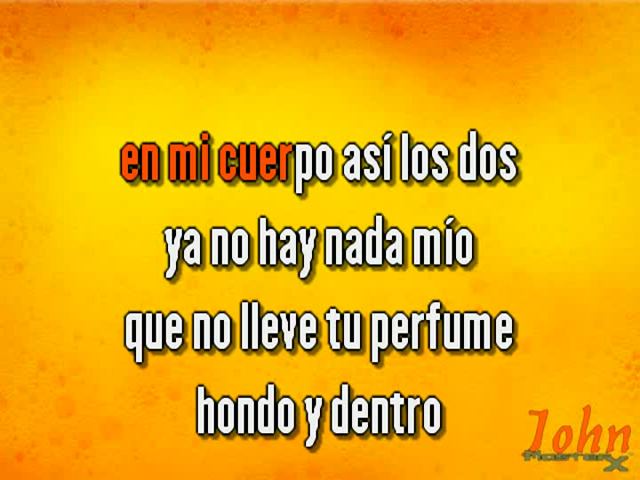 en mi cuerpo así los dos
ya no hay nada mío
que no lleve tu perfume
hondo y dentro
John
MasterX